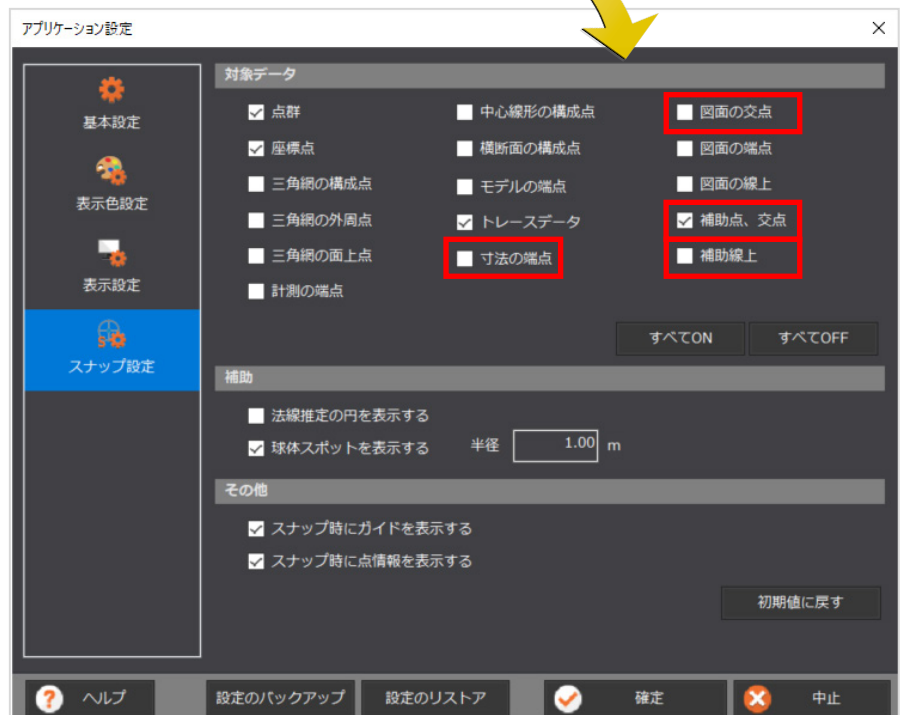 アプリケーション設定
基本設定
表示色設定
表示設定
スナップ設定
対象データ
点群
中心線形の構成点
図面の交点
座標点
横断面の構成点
図面の端点
三角網の構成点
モデルの端点
図面の線上
三角網の外周点
トレースデータ
補助点、交点
三角網の面上点
寸法の端点
補助線上
計測の端点
すべてON
すべてOFF
補助
法線推定の円を表示する
球体スポットを表示する 半径 1.00 m
その他
スナップ時にガイドを表示する
スナップ時に点情報を表示する
初期値に戻す
ヘルプ
設定のバックアップ
設定のリストア
確定
中止